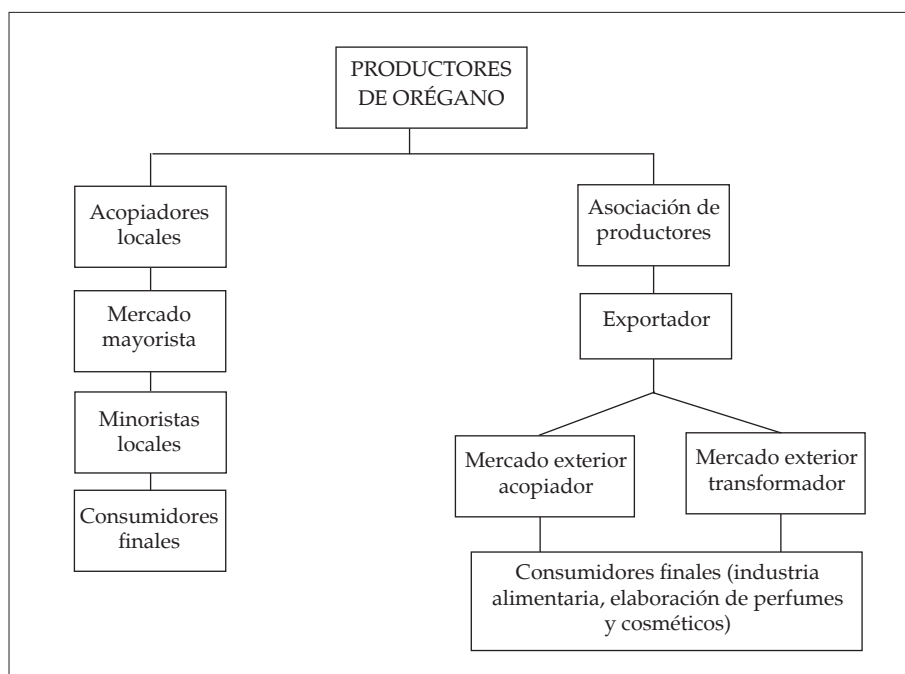 PRODUCTORES
DE ORÉGANO
Acopiadores
locales
Mercado
mayorista
Minoristas
locales
Consumidores
finales
Asociación de
productores
Exportador
Mercado exterior
acopiador
Mercado exterior
transformador
Consumidores finales (industria
alimentaria, elaboración de perfumes
y cosméticos)